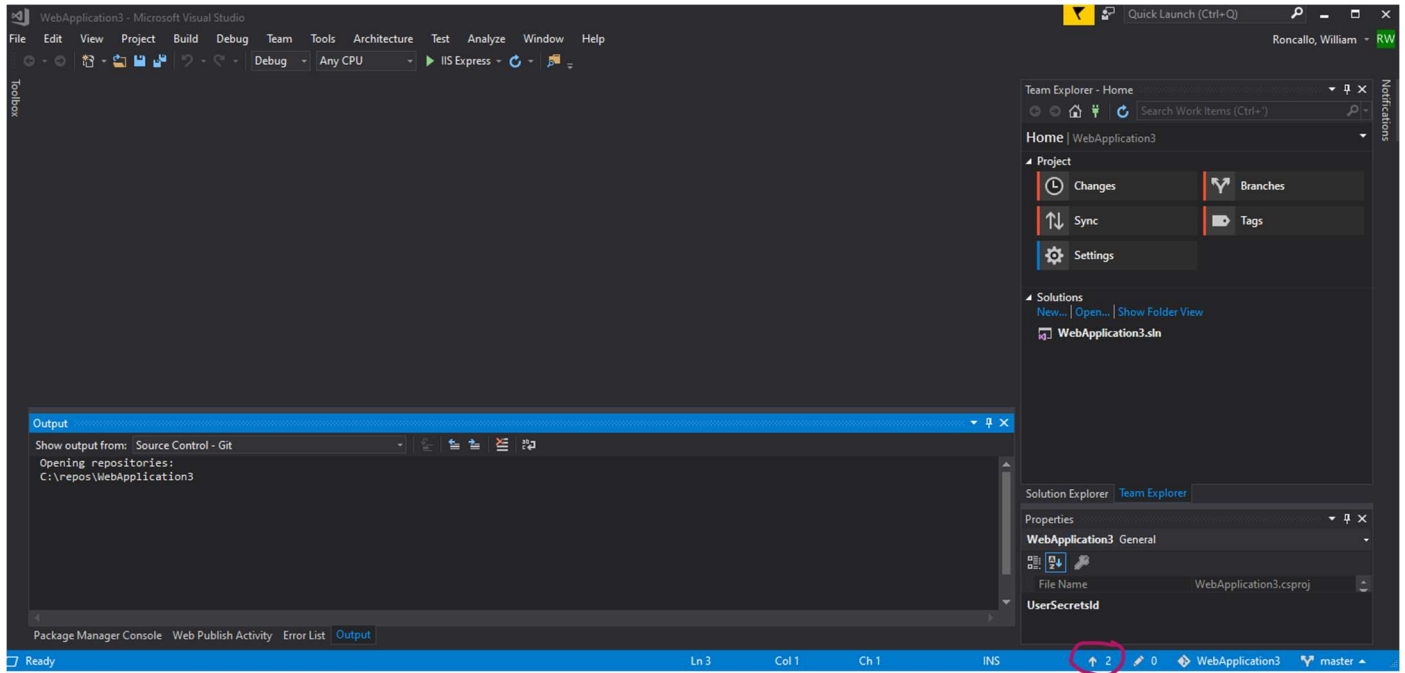 WebApplication3 - Microsoft Visual Studio
Quick Launch (Ctrl+Q)
File Edit View Project Build Debug Team Tools Architecture Test Analyze Window Help
Roncallo, William RW
Debug Any CPU IIS Express
Toolbox
Notifications
Team Explorer - Home
Search Work Items (Ctrl+')
Home | WebApplication3
Project
Changes Branches
Sync Tags
Settings
Solutions
New... | Open... | Show Folder View
WebApplication3.sln
Output
Show output from: Source Control - Git
Opening repositories:
C:\repos\WebApplication3
Solution Explorer Team Explorer
Properties
WebApplication3 General
File Name WebApplication3.csproj
UserSecretsId
Package Manager Console Web Publish Activity Error List Output
Ready Ln 3 Col 1 Ch 1 INS 2 0 WebApplication3 master